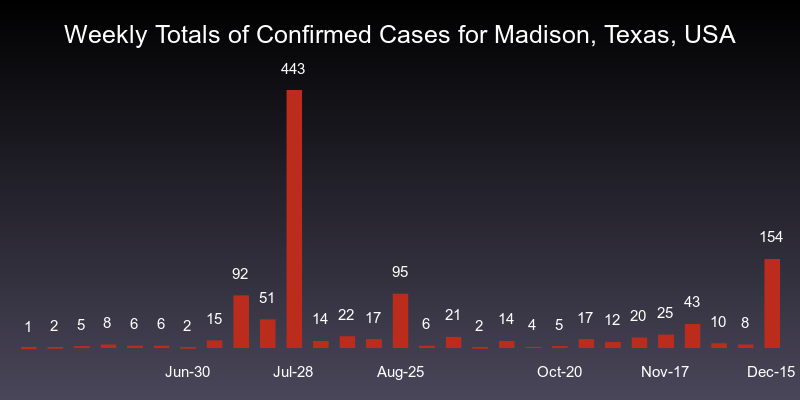 Weekly Totals of Confirmed Cases for Madison, Texas, USA
443
154
92
95
51
1 2 5 8 6 6 2 15 14 22 17 6 21 2 14 4 5 17 12 20 25 43 10 8
Jun-30 Jul-28 Aug-25 Oct-20 Nov-17 Dec-15